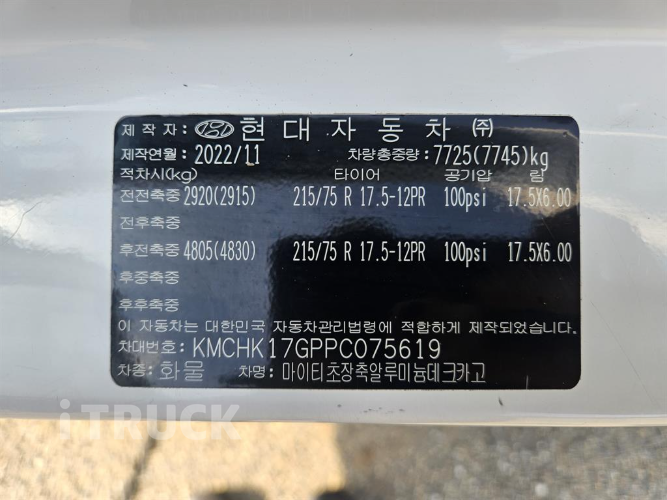 제 작 자: 현 대 자 동 차 ㈜
제작연월: 2022/11 차량총중량: 7725(7745)kg
적차시(kg) 타이어 공기압 림
전전축중 2920(2915) 215/75 R 17.5-12PR 100psi 17.5X6.00
전후축중
후전축중 4805(4830) 215/75 R 17.5-12PR 100psi 17.5X6.00
후중축중
후후축중
이 자동차는 대한민국 자동차관리법령에 적합하게 제작되었습니다.
차대번호: KMCHK17GPPC075619
차종: 화물 차명: 마이티초장축알루미늄데크카고
iTRUCK